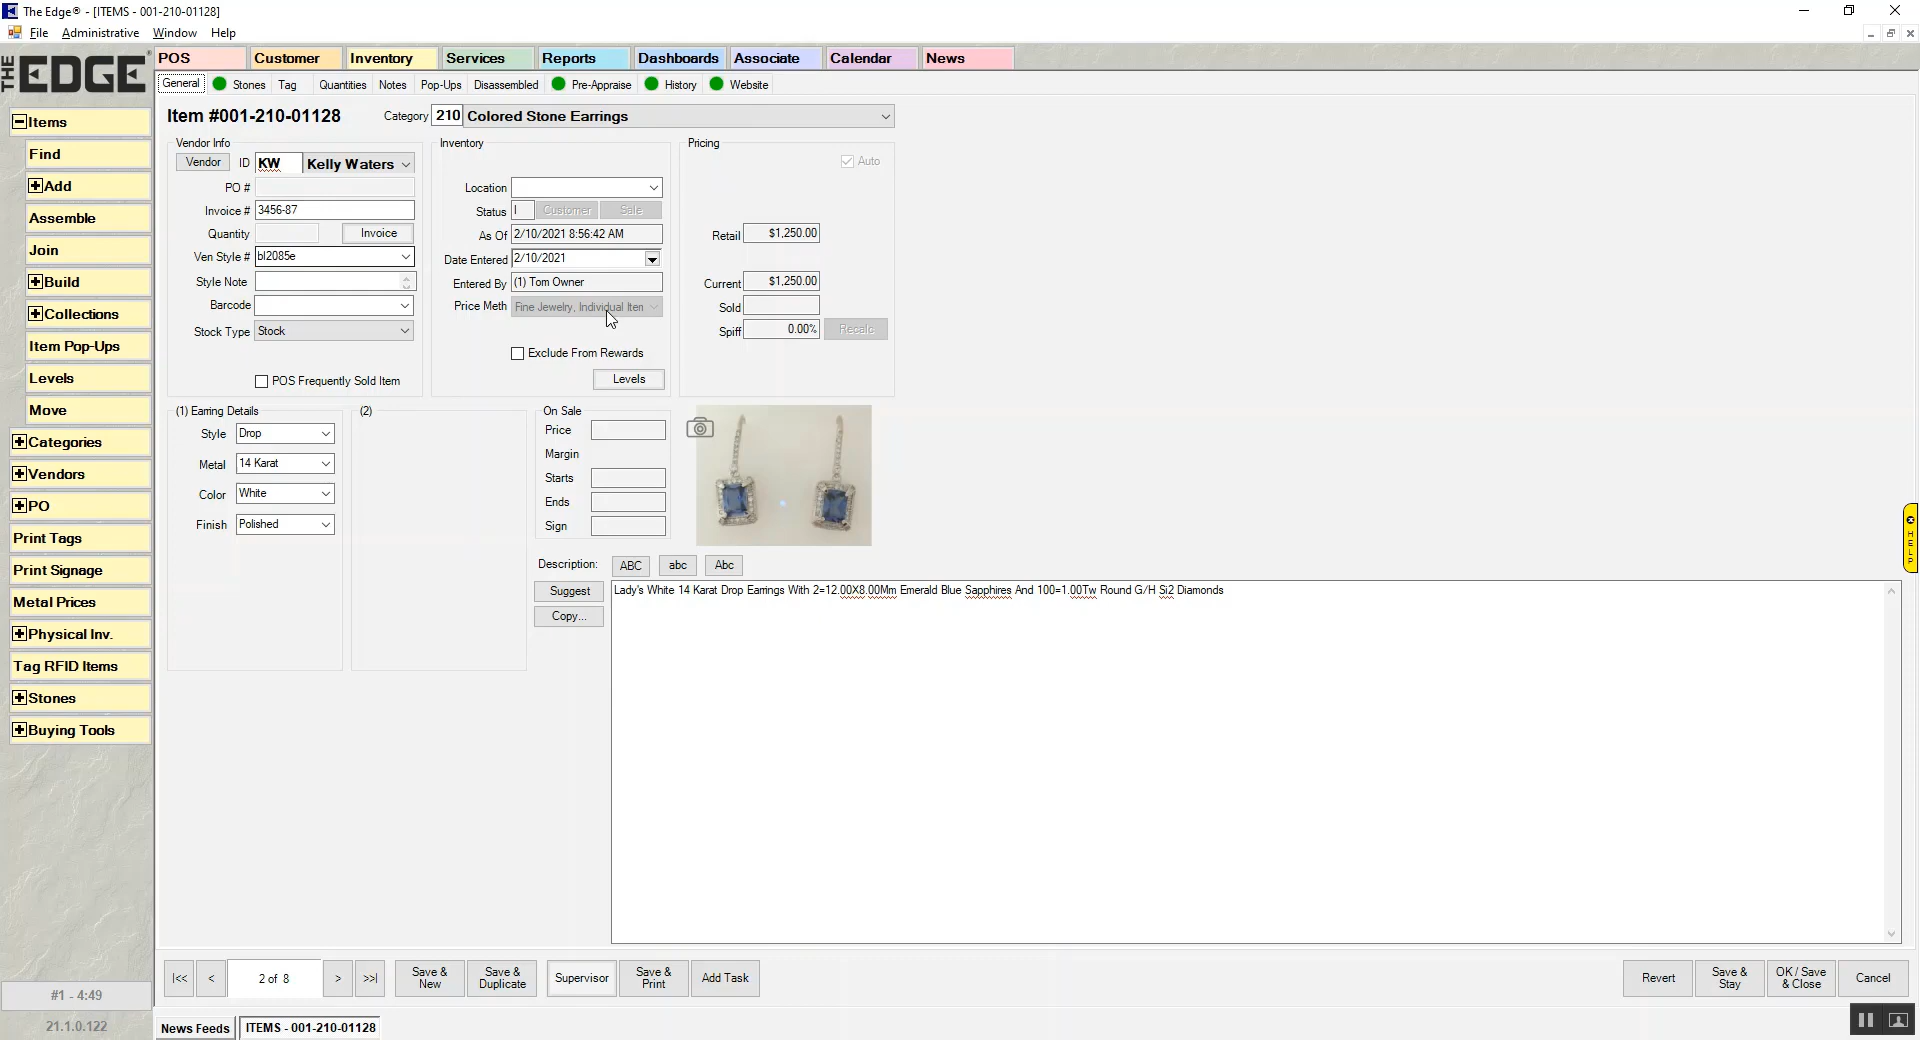 The Edge® - [ITEMS - 001-210-01128]
File Administrative Window Help
THE EDGE®
POS Customer Inventory Services Reports Dashboards Associate Calendar News
General Stones Tag Quantities Notes Pop-Ups Disassembled Pre-Appraise History Website
Items
Find
Add
Assemble
Join
Build
Collections
Item Pop-Ups
Levels
Move
Categories
Vendors
PO
Print Tags
Print Signage
Metal Prices
Physical Inv.
Tag RFID Items
Stones
Buying Tools
#1 - 4:49
21.1.0.122
Item #001-210-01128 Category 210 Colored Stone Earrings
Vendor Info
Vendor ID KW Kelly Waters
PO #
Invoice # 3456-87
Quantity Invoice
Ven Style # bl2085e
Style Note
Barcode
Stock Type Stock
POS Frequently Sold Item
Inventory
Location
Status I Customer Sale
As Of 2/10/2021 8:56:42 AM
Date Entered 2/10/2021
Entered By (1) Tom Owner
Price Meth Fine Jewelry, Individual Iten
Exclude From Rewards
Levels
Pricing
Auto
Retail $1,250.00
Current $1,250.00
Sold
Spiff 0.00% Recalc
(1) Earring Details
Style Drop
Metal 14 Karat
Color White
Finish Polished
(2)
On Sale
Price
Margin
Starts
Ends
Sign
Description: ABC abc Abc
Suggest
Copy...
Lady's White 14 Karat Drop Earrings With 2=12.00X8.00Mm Emerald Blue Sapphires And 100=1.00Tw Round G/H Si2 Diamonds
HELP
|<< < 2 of 8 > >>| Save & New Save & Duplicate Supervisor Save & Print Add Task Revert Save & Stay OK / Save & Close Cancel
News Feeds ITEMS - 001-210-01128